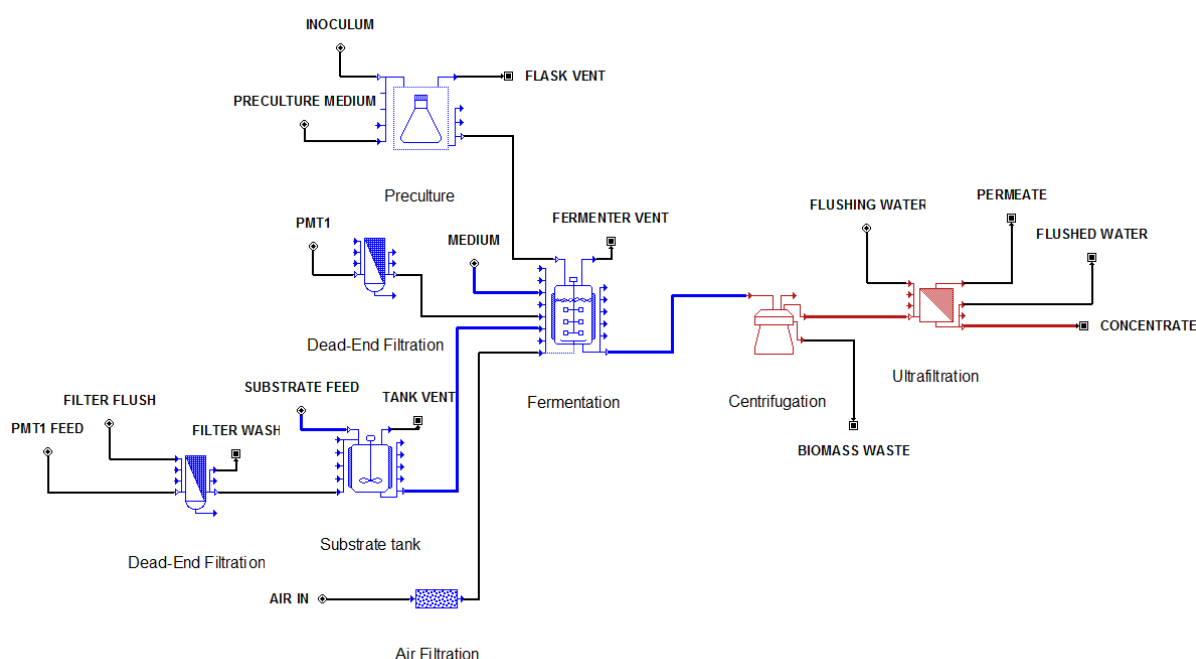 INOCULUM
FLASK VENT
PRECULTURE MEDIUM
Preculture
PERMEATE
FLUSHING WATER
PMT1
FERMENTER VENT
MEDIUM
FLUSHED WATER
CONCENTRATE
Dead-End Filtration
Ultrafiltration
SUBSTRATE FEED
TANK VENT
Fermentation
Centrifugation
FILTER FLUSH
PMT1 FEED
FILTER WASH
BIOMASS WASTE
Substrate tank
Dead-End Filtration
AIR IN
Air Filtration